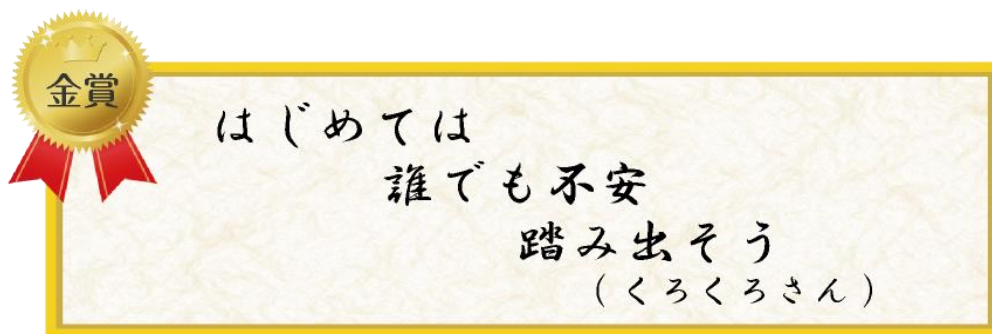 金賞
はじめては
誰でも不安
踏み出そう
(くろくろさん)